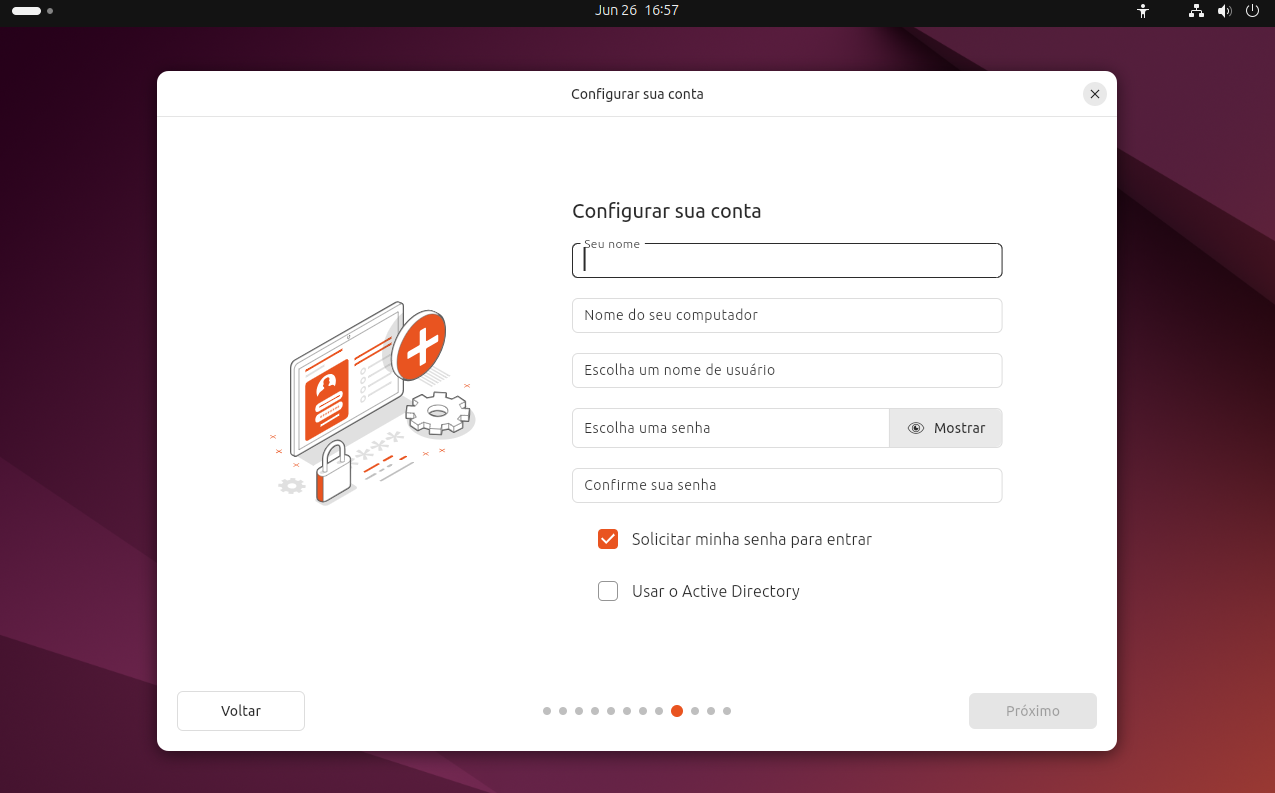 Jun 26 16:57
Configurar sua conta
Configurar sua conta
Seu nome
Nome do seu computador
Escolha um nome de usuário
Escolha uma senha
Mostrar
Confirme sua senha
Solicitar minha senha para entrar
Usar o Active Directory
Voltar
Próximo